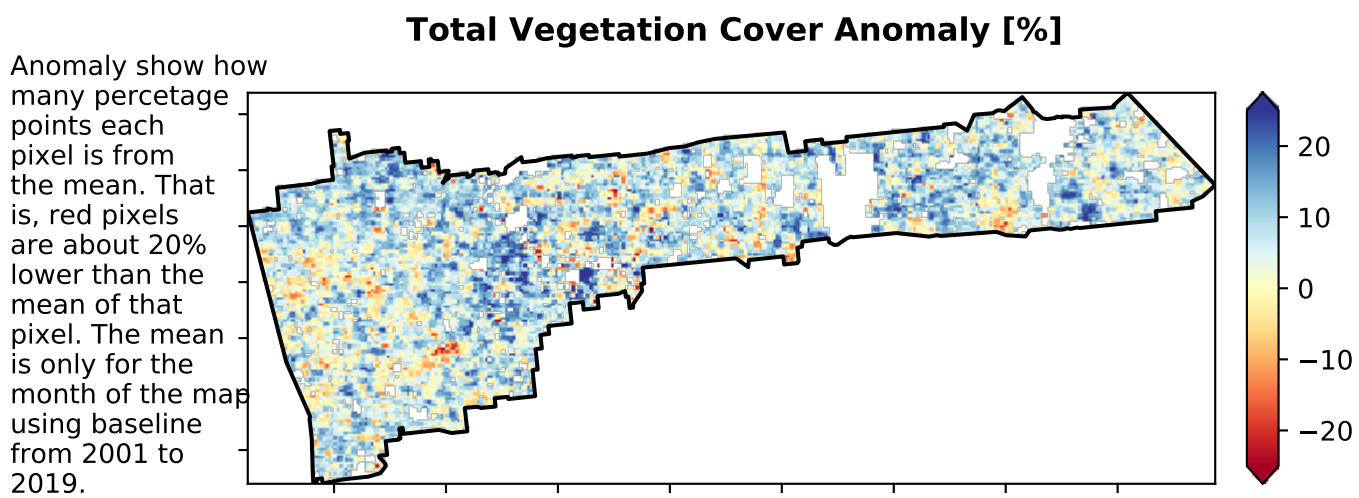 Total Vegetation Cover Anomaly [%]
Anomaly show how
many percetage
points each
pixel is from
the mean. That
is, red pixels
are about 20%
lower than the
mean of that
pixel. The mean
is only for the
month of the map
using baseline
from 2001 to
2019.
20
10
0
−10
−20